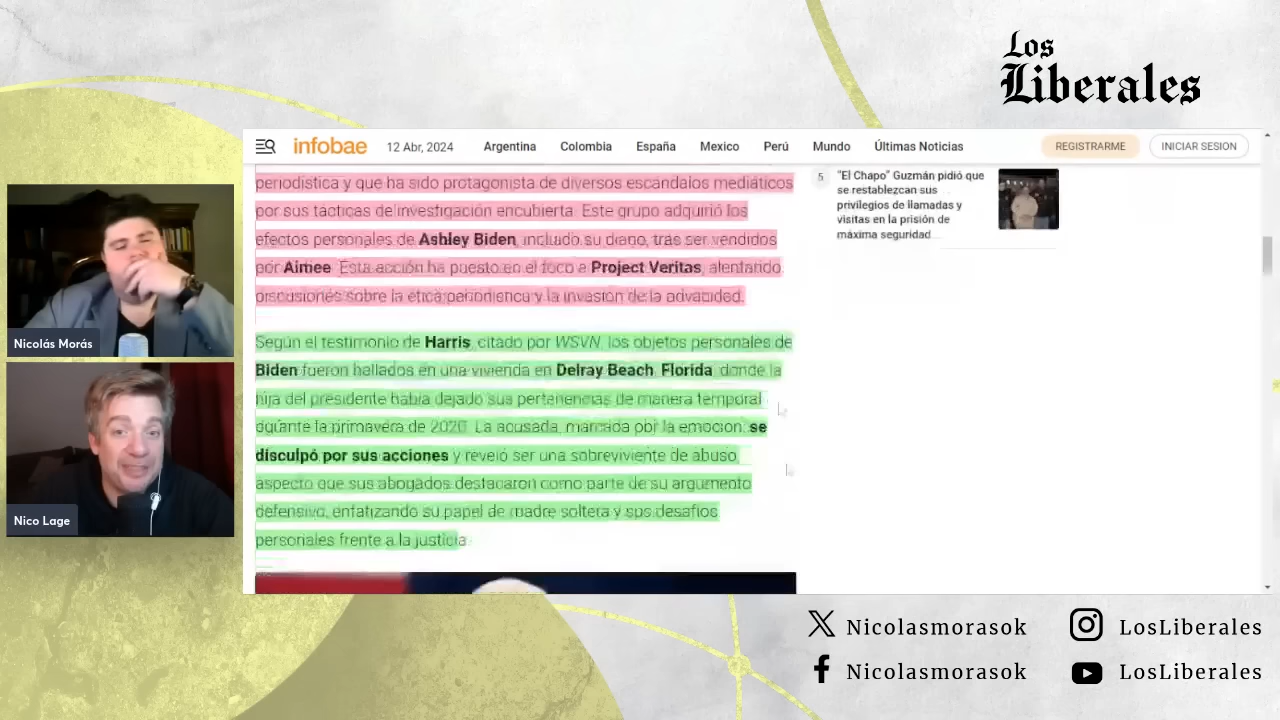 Los
Liberales
infobae
12 Abr, 2024
Argentina
Colombia
España
Mexico
Perú
Mundo
Últimas Noticias
REGISTRARME
INICIAR SESION
periodística y que ha sido protagonista de diversos escándalos mediáticos
por sus tácticas de investigación encubierta. Este grupo adquirió los
efectos personales de Ashley Biden, incluido su diario, tras ser vendidos
por Aimee. Esta acción ha puesto en el foco a Project Veritas, alentando
discusiones sobre la ética periodística y la invasión de la privacidad.
Según el testimonio de Harris, citado por WSVN, los objetos personales de
Biden fueron hallados en una vivienda en Delray Beach, Florida, donde la
hija del presidente había dejado sus pertenencias de manera temporal
durante la primavera de 2020. La acusada, marcada por la emoción, se
disculpó por sus acciones y reveló ser una sobreviviente de abuso,
aspecto que sus abogados destacaron como parte de su argumento
defensivo, enfatizando su papel de madre soltera y sus desafíos
personales frente a la justicia
5
"El Chapo" Guzmán pidió que
se restablezcan sus
privilegios de llamadas y
visitas en la prisión de
máxima seguridad
Nicolás Morás
Nico Lage
Nicolasmorasok
LosLiberales
Nicolasmorasok
LosLiberales